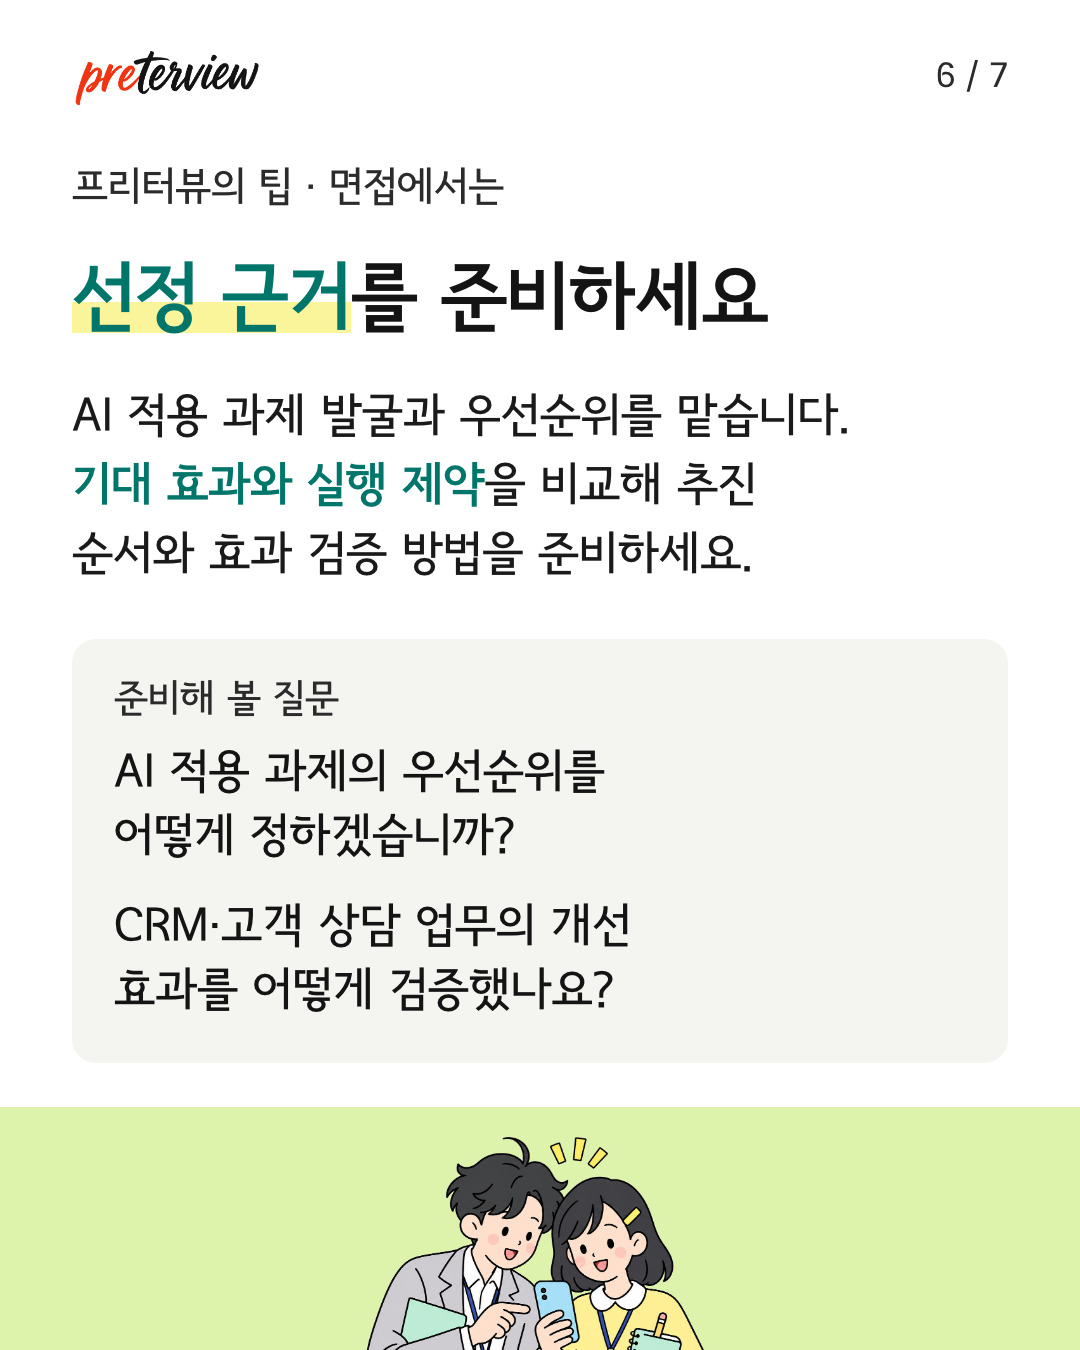 preterview
6 / 7
프리터뷰의 팁 · 면접에서는
선정 근거를 준비하세요
AI 적용 과제 발굴과 우선순위를 맡습니다.
기대 효과와 실행 제약을 비교해 추진
순서와 효과 검증 방법을 준비하세요.
준비해 볼 질문
AI 적용 과제의 우선순위를
어떻게 정하겠습니까?
CRM·고객 상담 업무의 개선
효과를 어떻게 검증했나요?